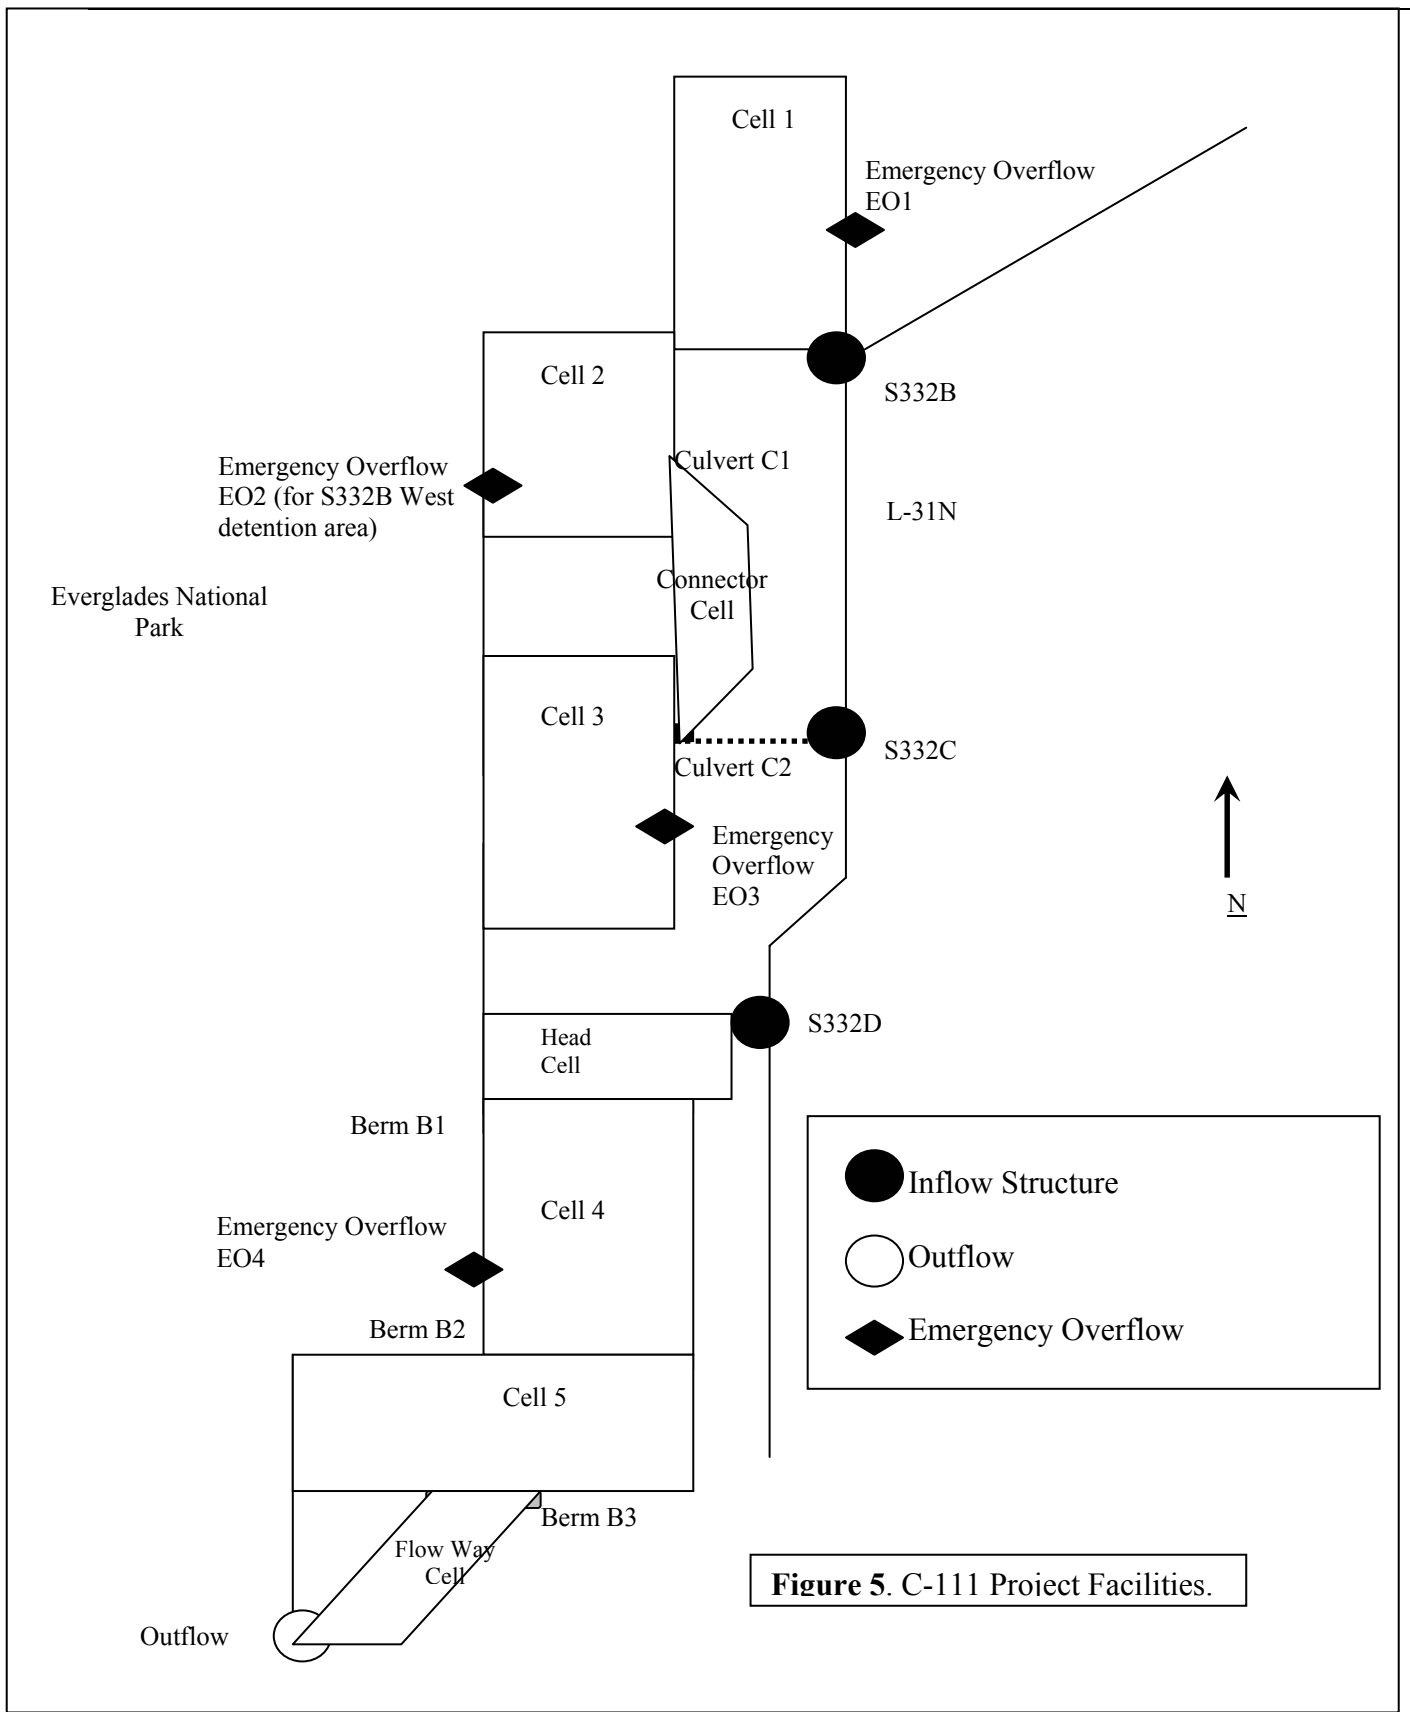 Cell 1
Emergency Overflow
EO1
Cell 2
S332B
Culvert C1
Emergency Overflow
EO2 (for S332B West
detention area)
L-31N
Connector
Cell
Everglades National
Park
Cell 3
S332C
Culvert C2
Emergency
Overflow
EO3
N
S332D
Head
Cell
Berm B1
Inflow Structure
Cell 4
Emergency Overflow
EO4
Outflow
Berm B2
Emergency Overflow
Cell 5
Berm B3
Flow Way
Cell
Figure 5. C-111 Project Facilities.
Outflow